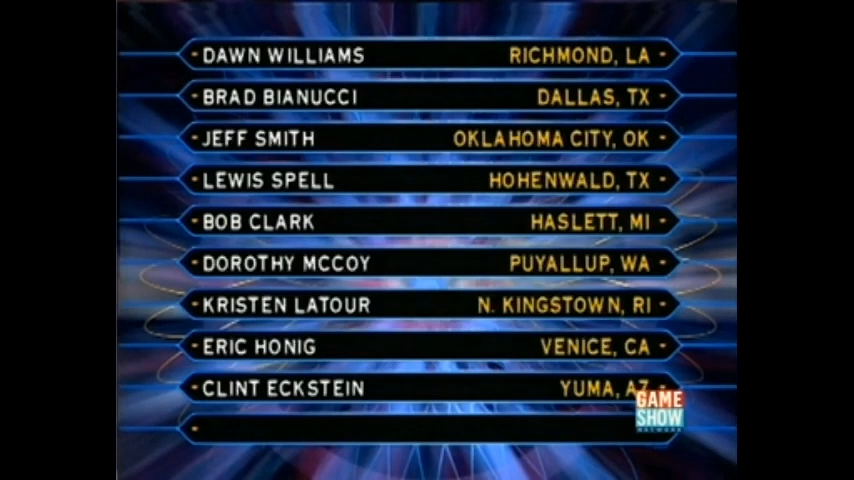 DAWN WILLIAMS RICHMOND, LA
BRAD BIANUCCI DALLAS, TX
JEFF SMITH OKLAHOMA CITY, OK
LEWIS SPELL HOHENWALD, TX
BOB CLARK HASLETT, MI
DOROTHY MCCOY PUYALLUP, WA
KRISTEN LATOUR N. KINGSTOWN, RI
ERIC HONIG VENICE, CA
CLINT ECKSTEIN YUMA, AZ
GAME
SHOW
NETWORK